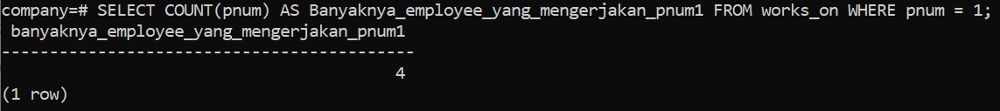 company=# SELECT COUNT(pnum) AS Banyaknya_employee_yang_mengerjakan_pnum1 FROM works_on WHERE pnum = 1;
 banyaknya_employee_yang_mengerjakan_pnum1
-------------------------------------------
                                         4
(1 row)